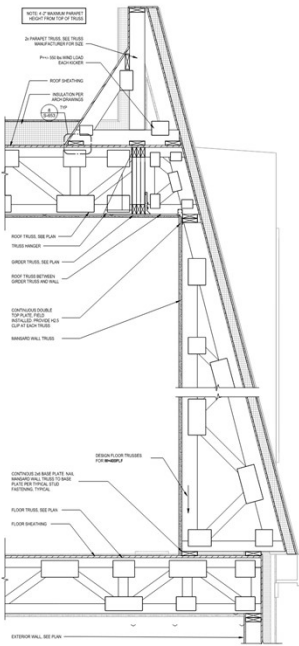 NOTE: 4'-3" MAXIMUM PARAPET
HEIGHT FROM TOP OF TRUSS
2x PARAPET TRUSS, SEE TRUSS
MANUFACTURER FOR SIZE
EACH KICKER
ROOF SHEATHING
INSULATION PER
ARCH DRAWINGS
TYP
ROOF TRUSS, SEE PLAN
TRUSS HANGER
GIRDER TRUSS, SEE PLAN
ROOF TRUSS BETWEEN
GIRDER TRUSS AND WALL
CONTINUOUS DOUBLE
TOP PLATE, FIELD
INSTALLED. PROVIDE H2.5
CLIP AT EACH TRUSS
MANSARD WALL TRUSS
DESIGN FLOOR TRUSSES
CONTINUOUS 2x6 BASE PLATE. NAIL
MANSARD WALL TRUSS TO BASE
PLATE PER TYPICAL STUD
FASTENING, TYPICAL
FLOOR TRUSS, SEE PLAN
FLOOR SHEATHING
EXTERIOR WALL, SEE PLAN